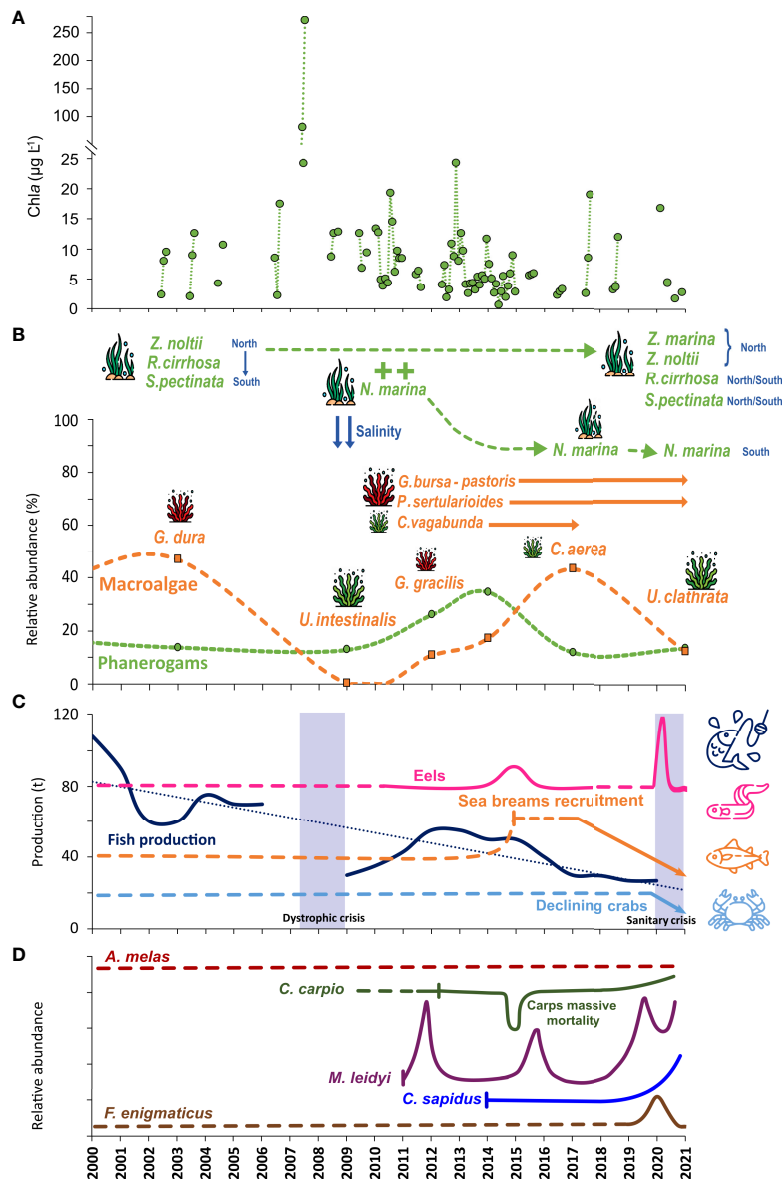 A
250
200
150
100
50
25
20
15
10
5
0
Chla (µg L-1)
B
Z. noltii
R.cirrhosa
S.pectinata
North
South
Z. marina
Z. noltii
North
R.cirrhosa North/South
S.pectinata North/South
++
N. marina
Salinity
N. marina
N. marina South
100
80
60
40
20
0
Relative abundance (%)
G.bursa-pastoris
P.sertularioides
C.vagabunda
G. dura
C. aerea
Macroalgae
G. gracilis
U. intestinalis
U. clathrata
Phanerogams
C
120
80
40
0
Production (t)
Eels
Sea breams recruitment
Fish production
Declining crabs
Dystrophic crisis
Sanitary crisis
D
A. melas
C. carpio
Carps massive
mortality
M. leidyi
C. sapidus
F. enigmaticus
Relative abundance
2000 2001 2002 2003 2004 2005 2006 2007 2008 2009 2010 2011 2012 2013 2014 2015 2016 2017 2018 2019 2020 2021